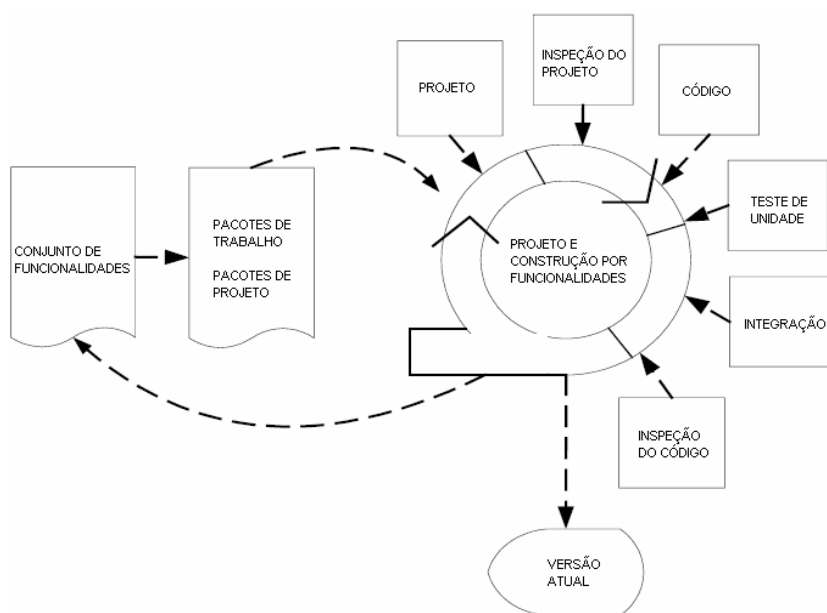 INSPEÇÃO DO
PROJETO
PROJETO
CÓDIGO
TESTE DE
UNIDADE
PACOTES DE
TRABALHO
PACOTES DE
PROJETO
CONJUNTO DE
FUNCIONALIDADES
PROJETO E
CONSTRUÇÃO POR
FUNCIONALIDADES
INTEGRAÇÃO
INSPEÇÃO
DO CÓDIGO
VERSÃO
ATUAL